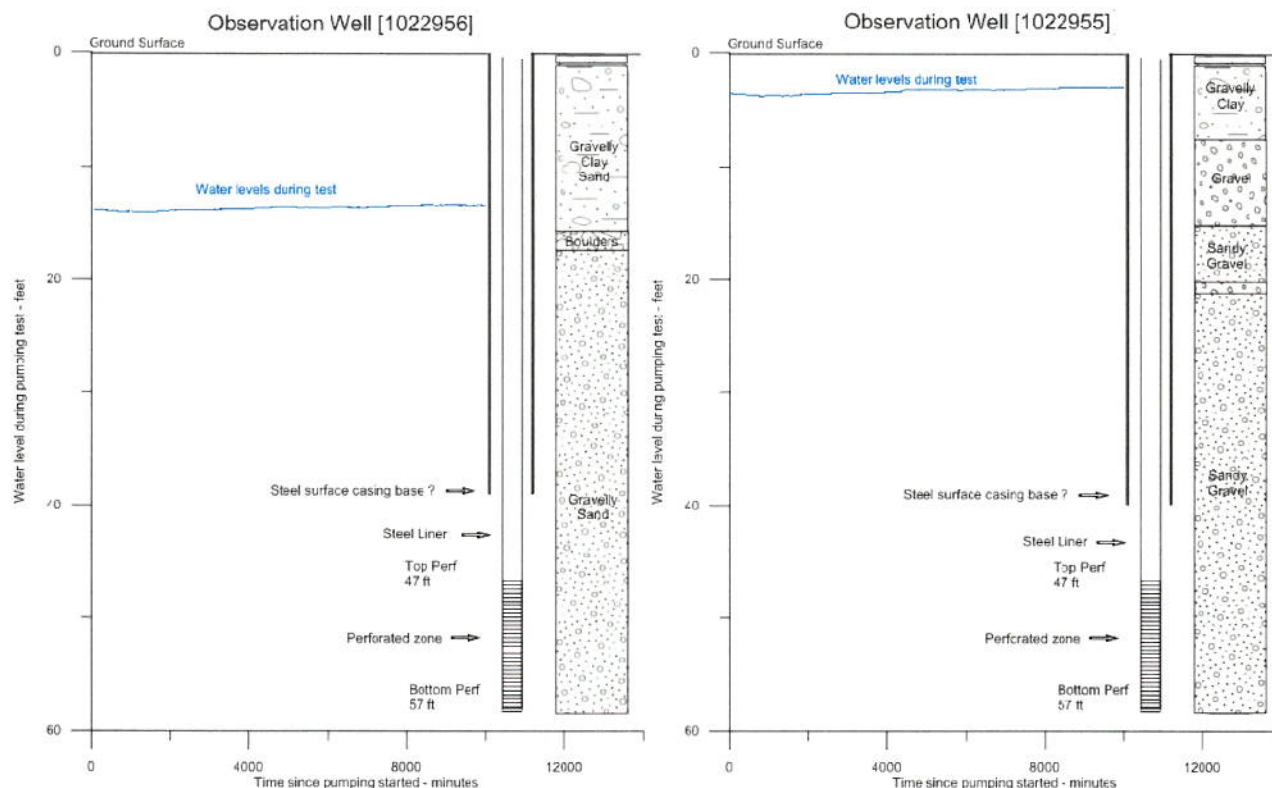 Observation Well [1022956]
Ground Surface
0
Water levels during test
Gravelly
Clay
Sand
Boulders
20
Water level during pumping test - feet
Steel surface casing base ?
40
Gravelly
Sand
Steel Liner
Top Perf
47 ft
Perforated zone
Bottom Perf
57 ft
60
0
4000
8000
12000
Time since pumping started - minutes
Observation Well [1022955]
Ground Surface
0
Water levels during test
Gravelly
Clay
Gravel
Sandy
Gravel
20
Water level during pumping test - feet
Sandy
Gravel
Steel surface casing base ?
40
Steel Liner
Top Perf
47 ft
Perforated zone
Bottom Perf
57 ft
60
0
4000
8000
12000
Time since pumping started - minutes